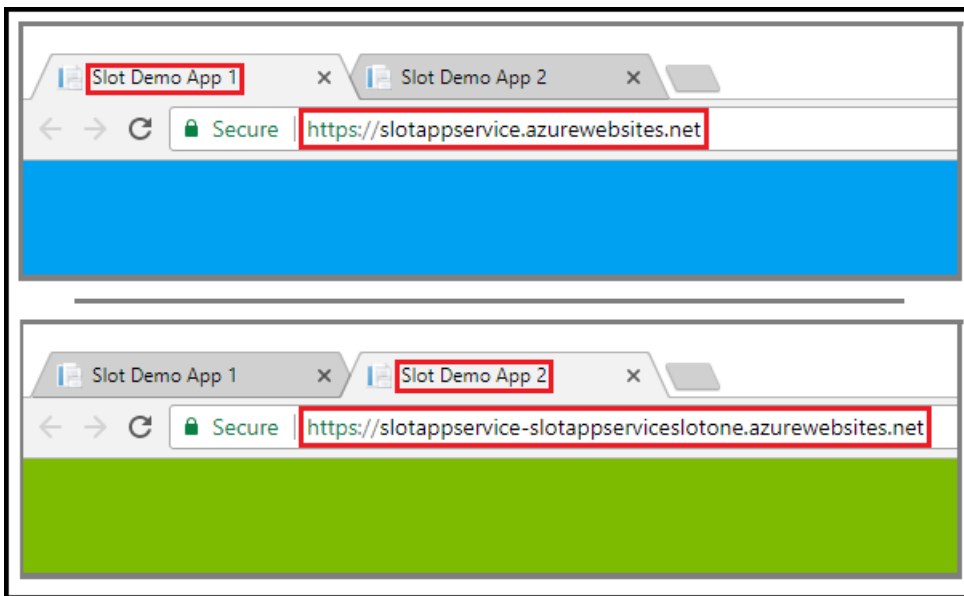 Slot Demo App 1 Slot Demo App 2
Secure https://slotappservice.azurewebsites.net
Slot Demo App 1 Slot Demo App 2
Secure https://slotappservice-slotappserviceslotone.azurewebsites.net